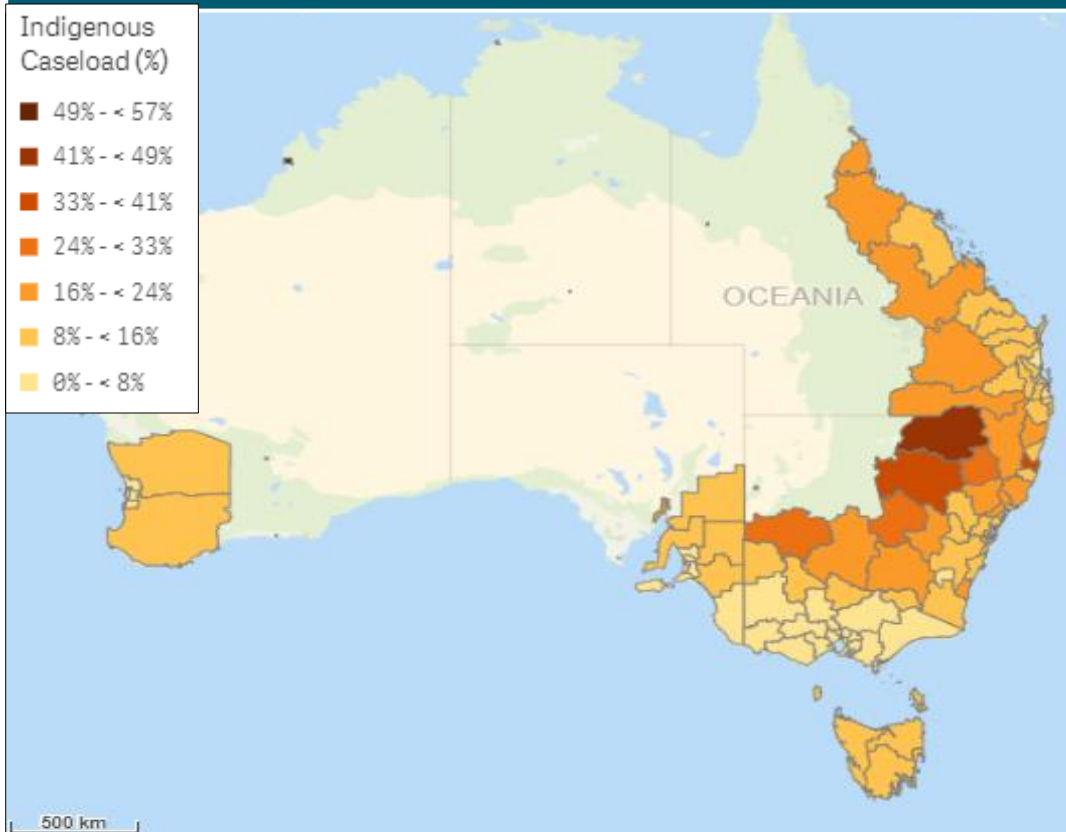 Indigenous
Caseload (%)
49% - < 57%
41% - < 49%
33% - < 41%
24% - < 33%
16% - < 24%
8% - < 16%
0% - < 8%
OCEANIA
500 km